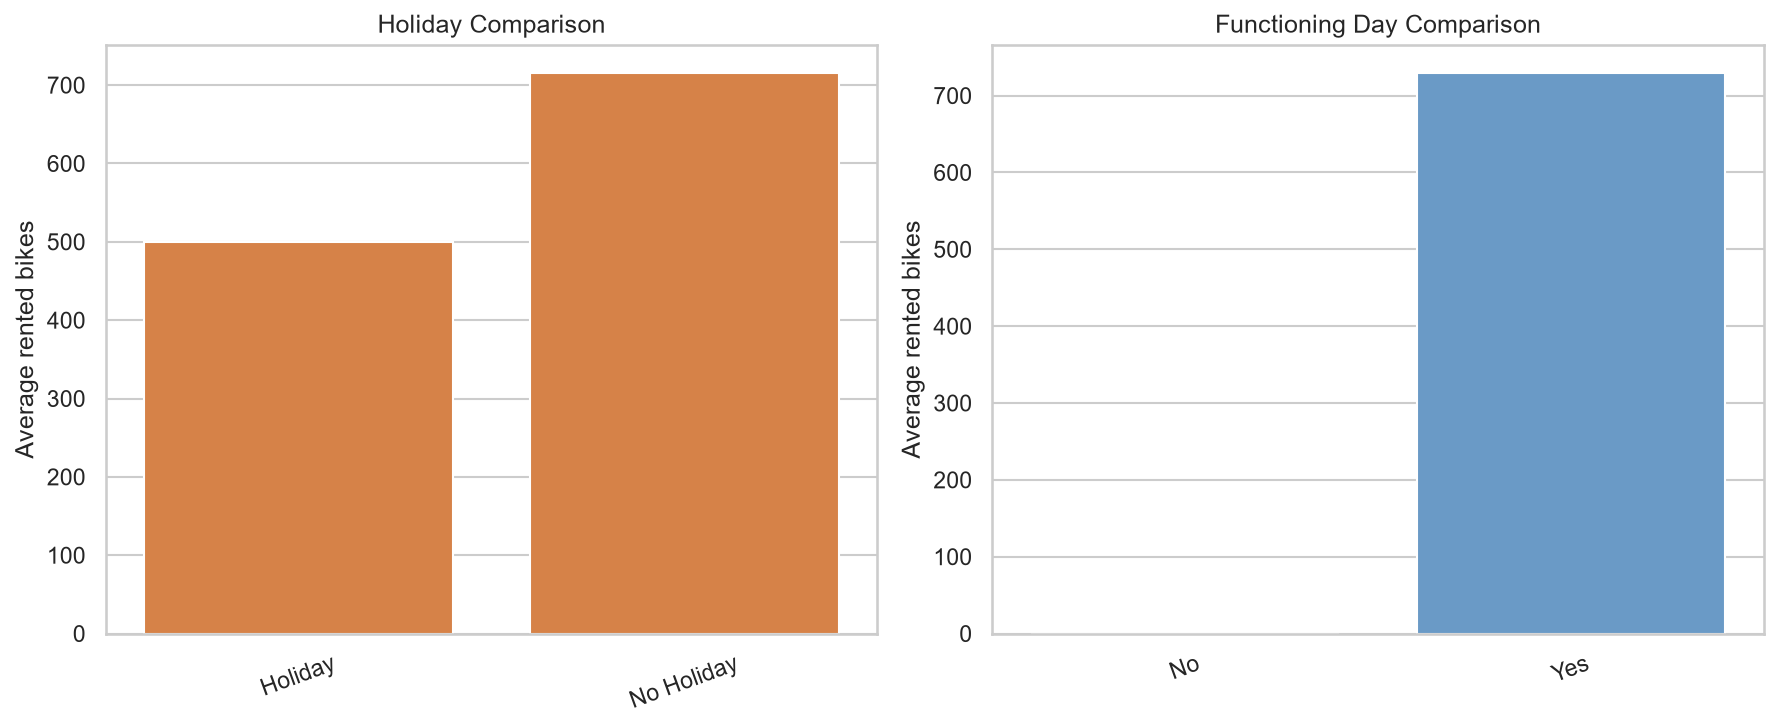 Holiday Comparison
Average rented bikes
700
600
500
400
300
200
100
0
Holiday
No Holiday
Functioning Day Comparison
Average rented bikes
700
600
500
400
300
200
100
0
No
Yes